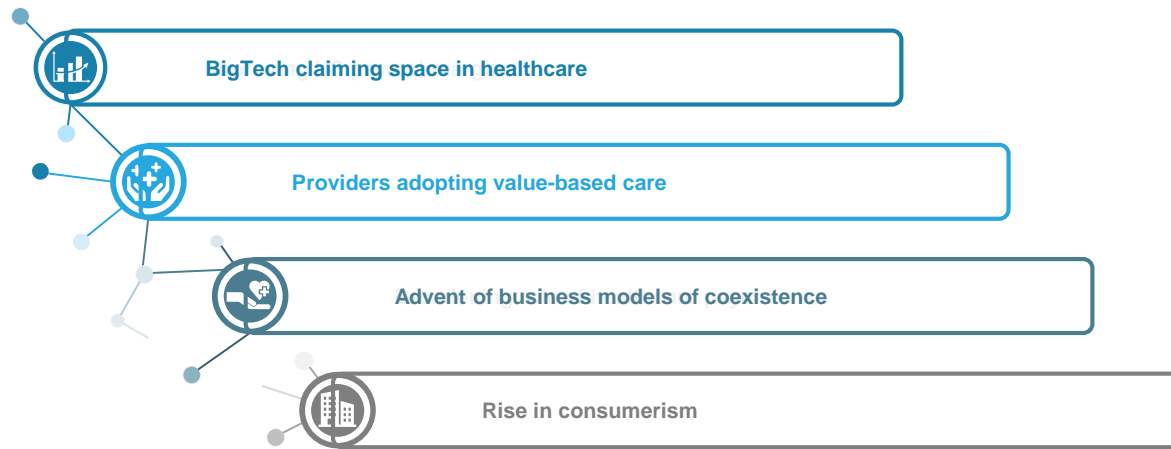 BigTech claiming space in healthcare
Providers adopting value-based care
Advent of business models of coexistence
Rise in consumerism